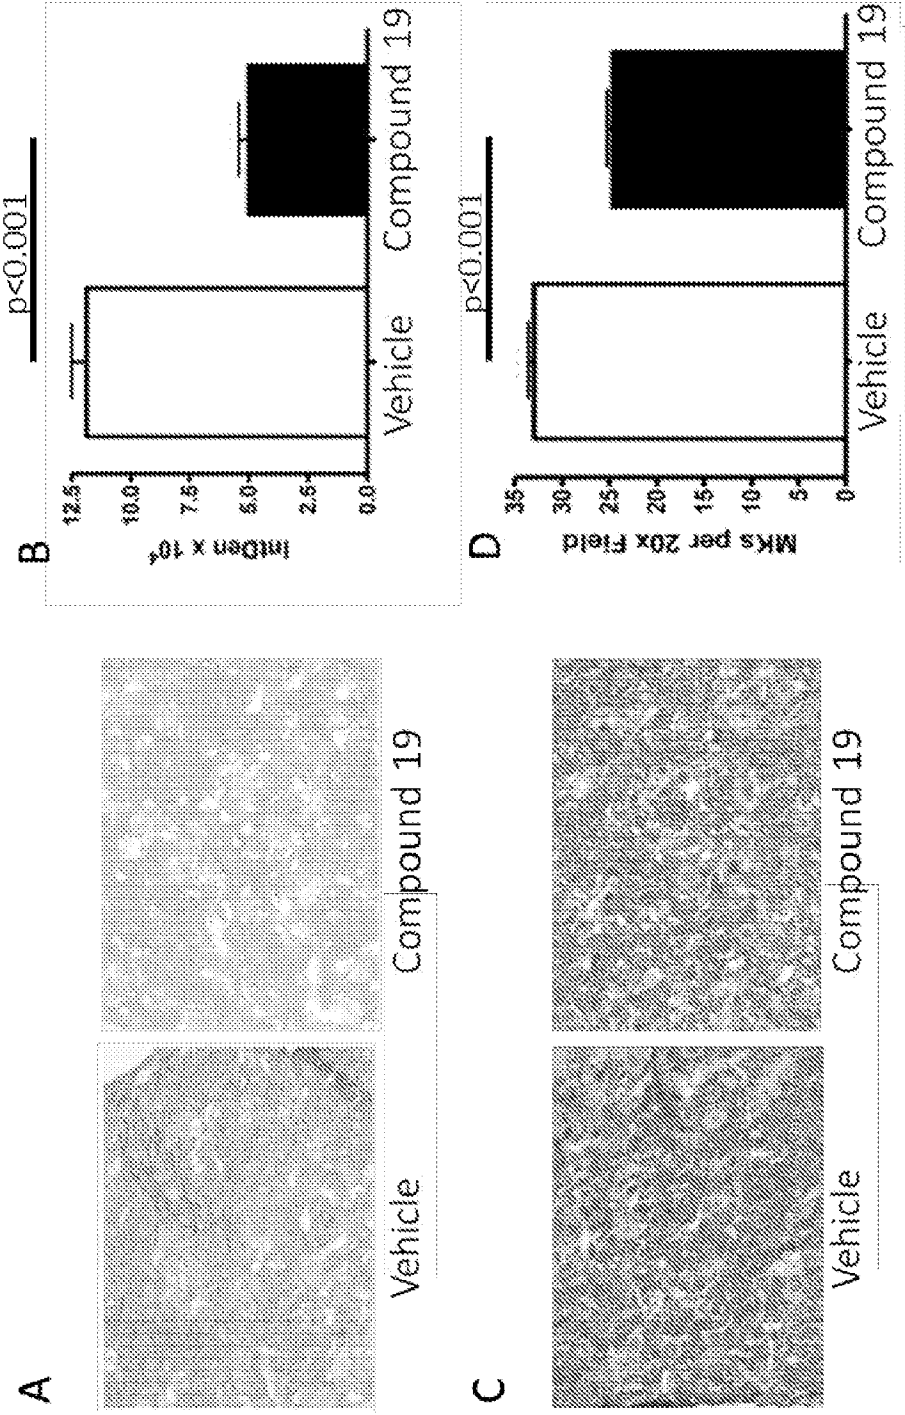 A
Vehicle
Compound 19
B
p<0.001
IntDen x 10⁴
12.5
10.0
7.5
5.0
2.5
0.0
Vehicle
Compound 19
C
Vehicle
Compound 19
D
p<0.001
MKs per 20x Field
35
30
25
20
15
10
5
0
Vehicle
Compound 19